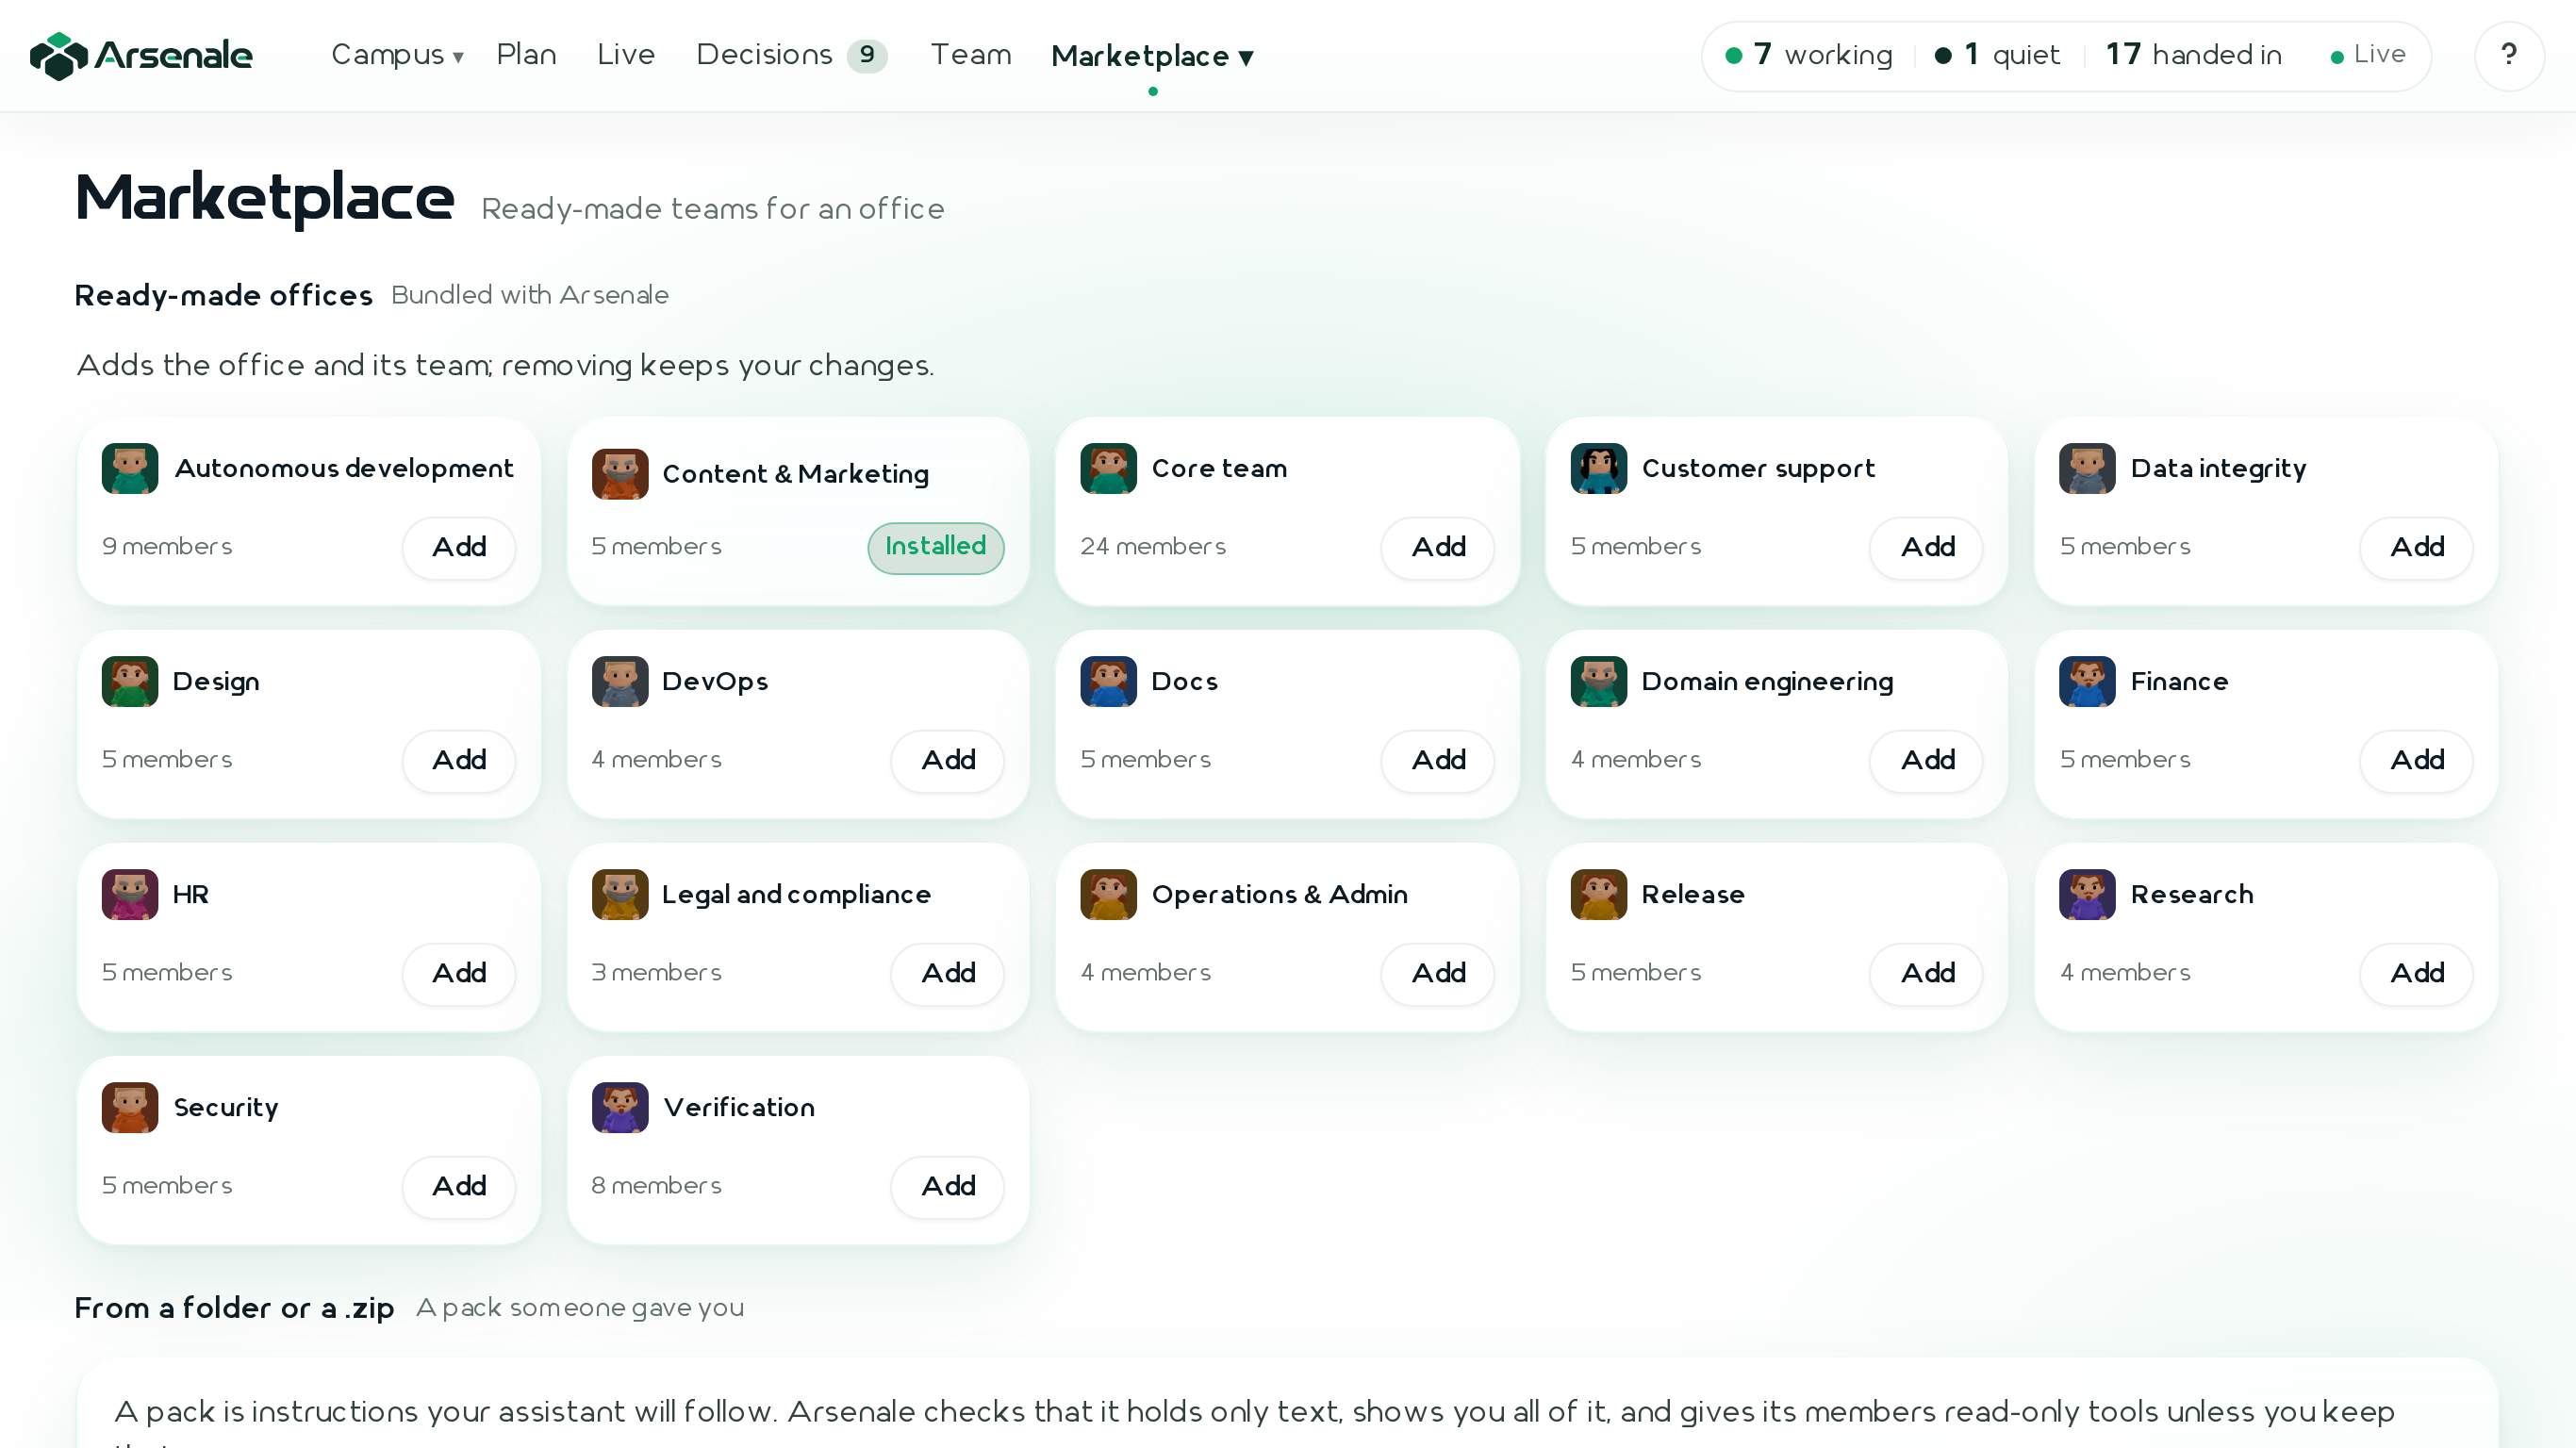 Arsenale
Campus ▾ Plan Live Decisions 9 Team Marketplace ▾
7 working 1 quiet 17 handed in Live ?
Marketplace Ready-made teams for an office
Ready-made offices Bundled with Arsenale
Adds the office and its team; removing keeps your changes.
Autonomous development
9 members Add
Content & Marketing
5 members Installed
Core team
24 members Add
Customer support
5 members Add
Data integrity
5 members Add
Design
5 members Add
DevOps
4 members Add
Docs
5 members Add
Domain engineering
4 members Add
Finance
5 members Add
HR
5 members Add
Legal and compliance
3 members Add
Operations & Admin
4 members Add
Release
5 members Add
Research
4 members Add
Security
5 members Add
Verification
8 members Add
From a folder or a .zip A pack someone gave you
A pack is instructions your assistant will follow. Arsenale checks that it holds only text, shows you all of it, and gives its members read-only tools unless you keep